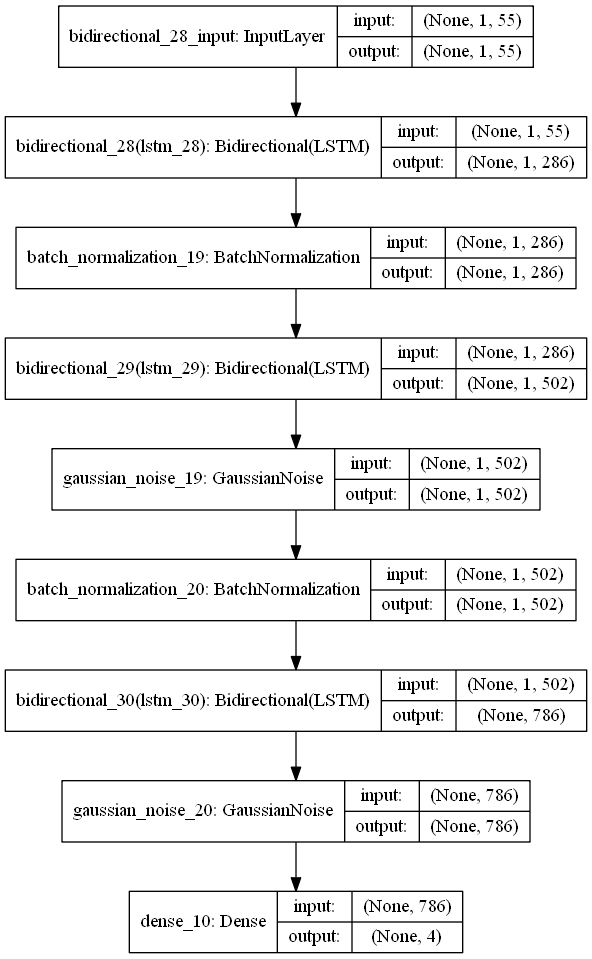 bidirectional_28_input: InputLayer
input: (None, 1, 55)
output: (None, 1, 55)
bidirectional_28(lstm_28): Bidirectional(LSTM)
input: (None, 1, 55)
output: (None, 1, 286)
batch_normalization_19: BatchNormalization
input: (None, 1, 286)
output: (None, 1, 286)
bidirectional_29(lstm_29): Bidirectional(LSTM)
input: (None, 1, 286)
output: (None, 1, 502)
gaussian_noise_19: GaussianNoise
input: (None, 1, 502)
output: (None, 1, 502)
batch_normalization_20: BatchNormalization
input: (None, 1, 502)
output: (None, 1, 502)
bidirectional_30(lstm_30): Bidirectional(LSTM)
input: (None, 1, 502)
output: (None, 786)
gaussian_noise_20: GaussianNoise
input: (None, 786)
output: (None, 786)
dense_10: Dense
input: (None, 786)
output: (None, 4)